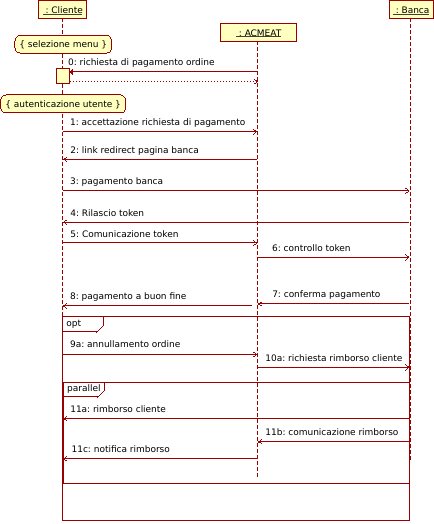 : Cliente
: Banca
: ACMEAT
{ selezione menu }
0: richiesta di pagamento ordine
{ autenticazione utente }
1: accettazione richiesta di pagamento
2: link redirect pagina banca
3: pagamento banca
4: Rilascio token
5: Comunicazione token
6: controllo token
7: conferma pagamento
8: pagamento a buon fine
opt
9a: annullamento ordine
10a: richiesta rimborso cliente
parallel
11a: rimborso cliente
11b: comunicazione rimborso
11c: notifica rimborso